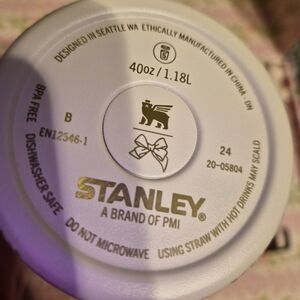 DESIGNED IN SEATTLE WA ETHICALLY MANUFACTURED IN CHINA · DN
40oz / 1.18L
BPA FREE
B
EN12546-1
24
20-05804
DISHWASHER SAFE
STANLEY®
A BRAND OF PMI
DO NOT MICROWAVE
USING STRAW WITH HOT DRINKS MAY SCALD